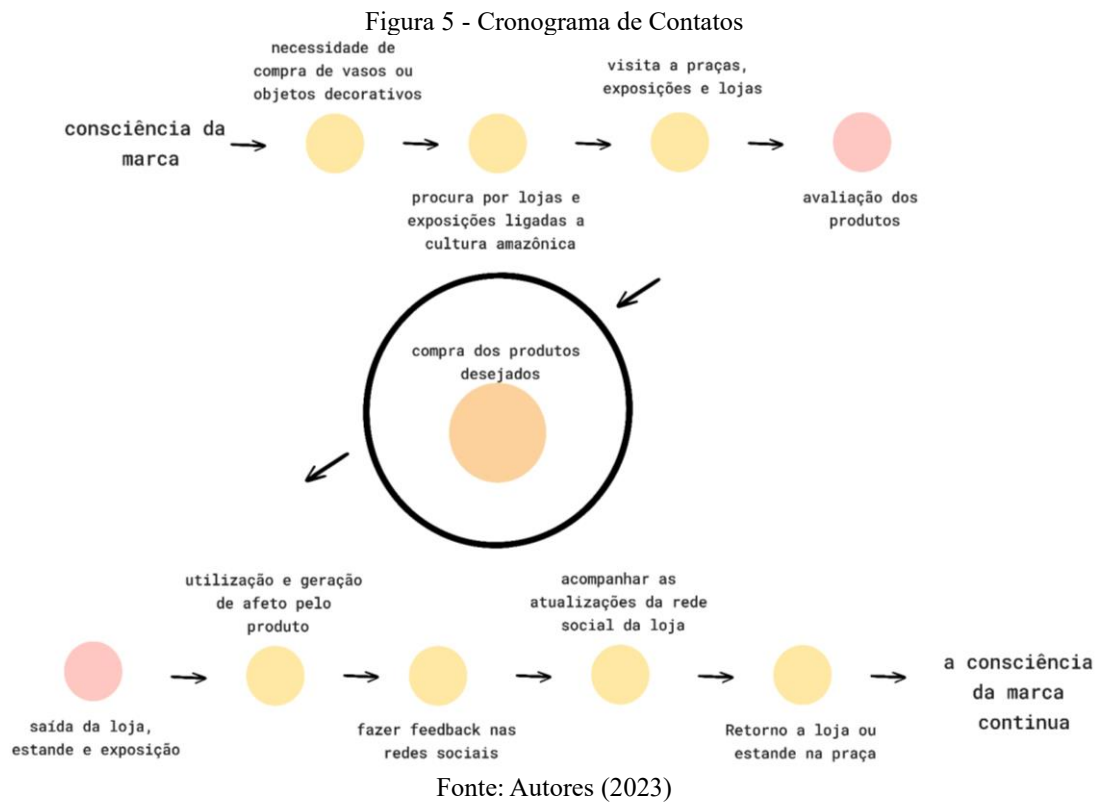 Figura 5 - Cronograma de Contatos
necessidade de
compra de vasos ou
objetos decorativos
visita a praças,
exposições e lojas
consciência da
marca
procura por lojas e
exposições ligadas a
cultura amazônica
avaliação dos
produtos
compra dos produtos
desejados
utilização e geração
de afeto pelo
produto
acompanhar as
atualizações da rede
social da loja
a consciência
da marca
continua
saída da loja,
estande e exposição
fazer feedback nas
redes sociais
Retorno a loja ou
estande na praça
Fonte: Autores (2023)